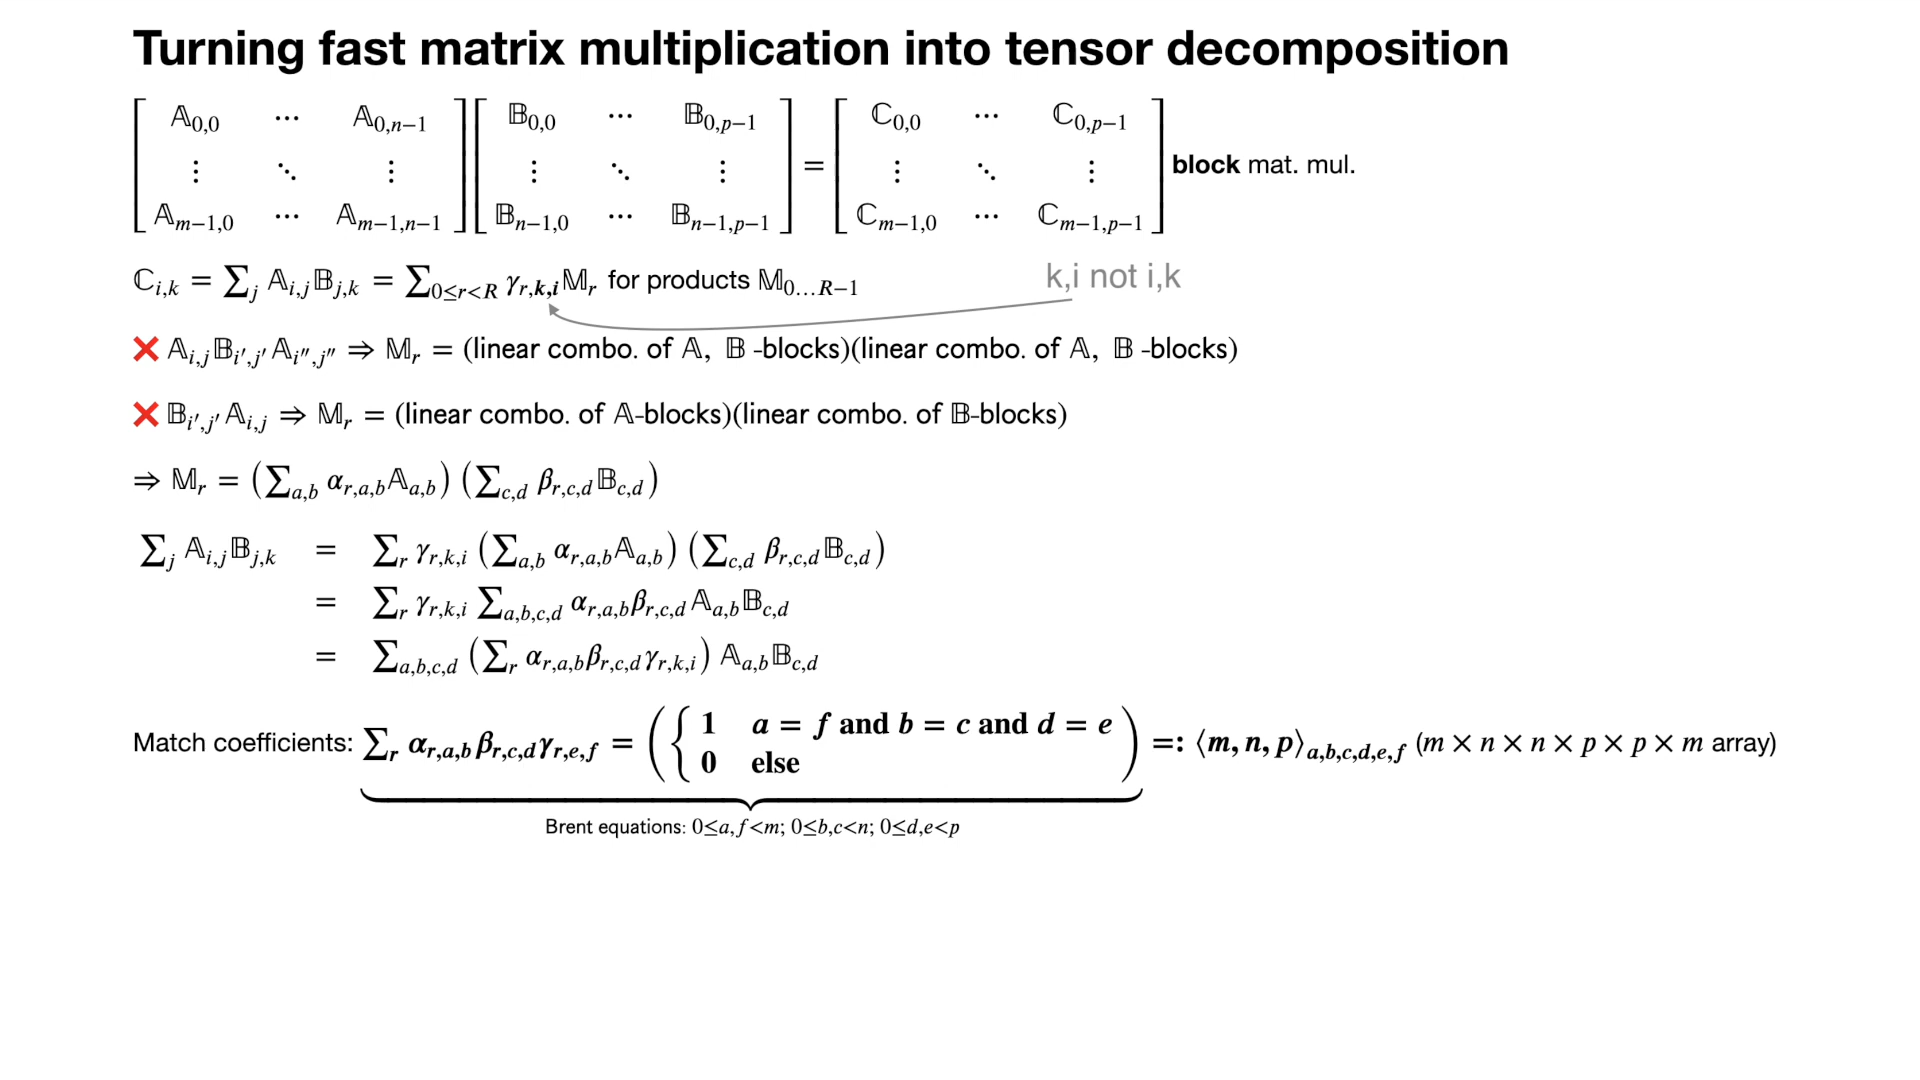 Turning fast matrix multiplication into tensor decomposition
𝔸0,0 ⋯ 𝔸0,n−1 𝔹0,0 ⋯ 𝔹0,p−1 ℂ0,0 ⋯ ℂ0,p−1
⋮ ⋱ ⋮ ⋮ ⋱ ⋮ = ⋮ ⋱ ⋮ block mat. mul.
𝔸m−1,0 ⋯ 𝔸m−1,n−1 𝔹n−1,0 ⋯ 𝔹n−1,p−1 ℂm−1,0 ⋯ ℂm−1,p−1
ℂi,k = ∑j 𝔸i,j𝔹j,k = ∑0≤r<R γr,k,i𝕄r for products 𝕄0…R−1 k,i not i,k
❌ 𝔸i,j𝔹i′,j′𝔸i′′,j′′ ⇒ 𝕄r = (linear combo. of 𝔸, 𝔹 -blocks)(linear combo. of 𝔸, 𝔹 -blocks)
❌ 𝔹i′,j′𝔸i,j ⇒ 𝕄r = (linear combo. of 𝔸-blocks)(linear combo. of 𝔹-blocks)
⇒ 𝕄r = (∑a,b αr,a,b𝔸a,b) (∑c,d βr,c,d𝔹c,d)
∑j 𝔸i,j𝔹j,k = ∑r γr,k,i (∑a,b αr,a,b𝔸a,b) (∑c,d βr,c,d𝔹c,d)
= ∑r γr,k,i ∑a,b,c,d αr,a,bβr,c,d𝔸a,b𝔹c,d
= ∑a,b,c,d (∑r αr,a,bβr,c,dγr,k,i) 𝔸a,b𝔹c,d
Match coefficients: ∑r αr,a,bβr,c,dγr,e,f = ({ 1 a = f and b = c and d = e
0 else ) =: ⟨m, n, p⟩a,b,c,d,e,f (m × n × n × p × p × m array)
Brent equations: 0≤a,f<m; 0≤b,c<n; 0≤d,e<p